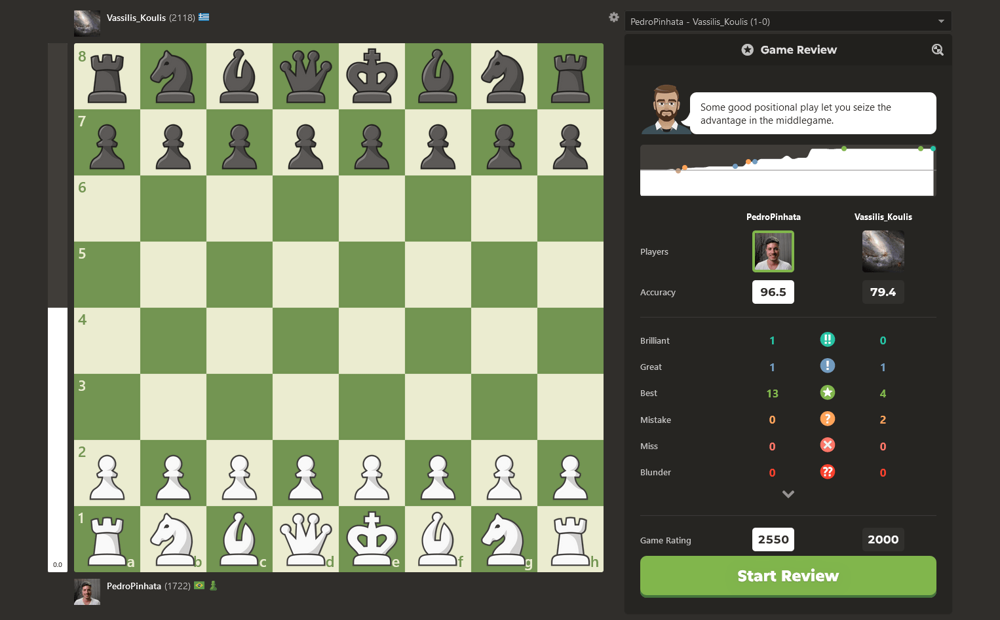 Vassilis_Koulis (2118)
PedroPinhata - Vassilis_Koulis (1-0)
Game Review
Some good positional play let you seize the
advantage in the middlegame.
8
7
6
5
4
3
2
1
a b c d e f g h
0.0
PedroPinhata (1722)
PedroPinhata Vassilis_Koulis
Players
Accuracy 96.5 79.4
Brilliant 1 !! 0
Great 1 ! 1
Best 13 4
Mistake 0 ? 2
Miss 0 0
Blunder 0 ?? 0
Game Rating 2550 2000
Start Review